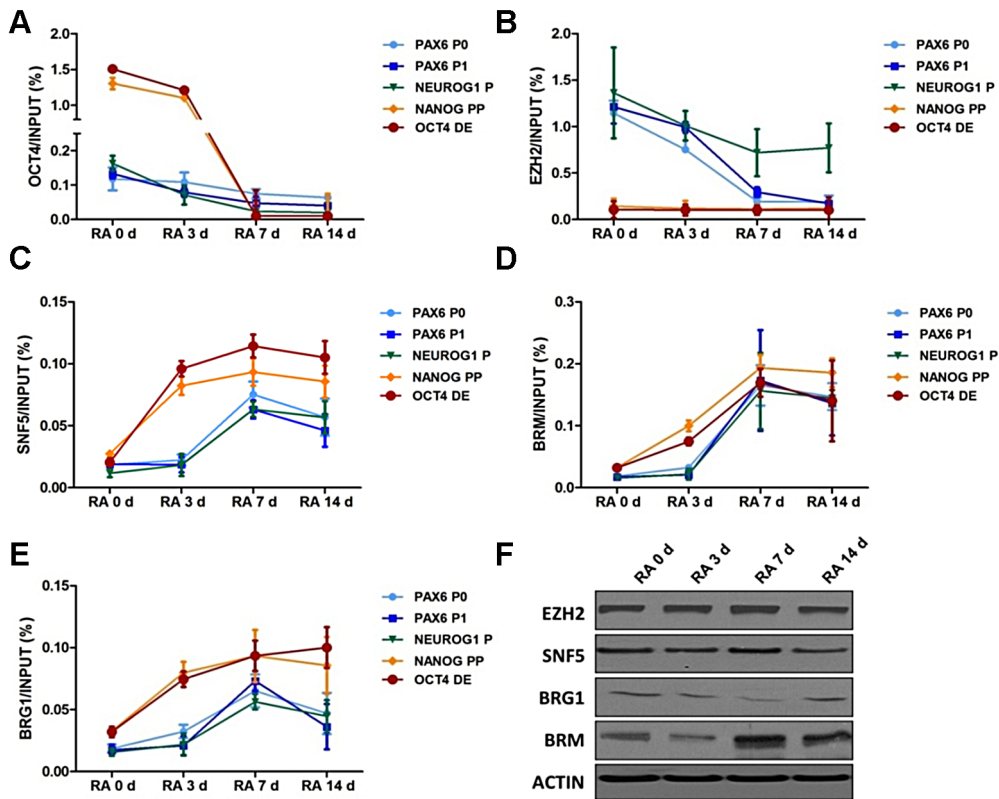 A
OCT4/INPUT (%)
2.0
1.5
1.0
0.2
0.1
0.0
RA 0 d RA 3 d RA 7 d RA 14 d
PAX6 P0
PAX6 P1
NEUROG1 P
NANOG PP
OCT4 DE
B
EZH2/INPUT (%)
2.0
1.5
1.0
0.5
0.0
RA 0 d RA 3 d RA 7 d RA 14 d
PAX6 P0
PAX6 P1
NEUROG1 P
NANOG PP
OCT4 DE
C
SNF5/INPUT (%)
0.15
0.10
0.05
0.00
RA 0 d RA 3 d RA 7 d RA 14 d
PAX6 P0
PAX6 P1
NEUROG1 P
NANOG PP
OCT4 DE
D
BRM/INPUT (%)
0.3
0.2
0.1
0.0
RA 0 d RA 3 d RA 7 d RA 14 d
PAX6 P0
PAX6 P1
NEUROG1 P
NANOG PP
OCT4 DE
E
BRG1/INPUT (%)
0.15
0.10
0.05
0.00
RA 0 d RA 3 d RA 7 d RA 14 d
PAX6 P0
PAX6 P1
NEUROG1 P
NANOG PP
OCT4 DE
F
RA 0 d RA 3 d RA 7 d RA 14 d
EZH2
SNF5
BRG1
BRM
ACTIN